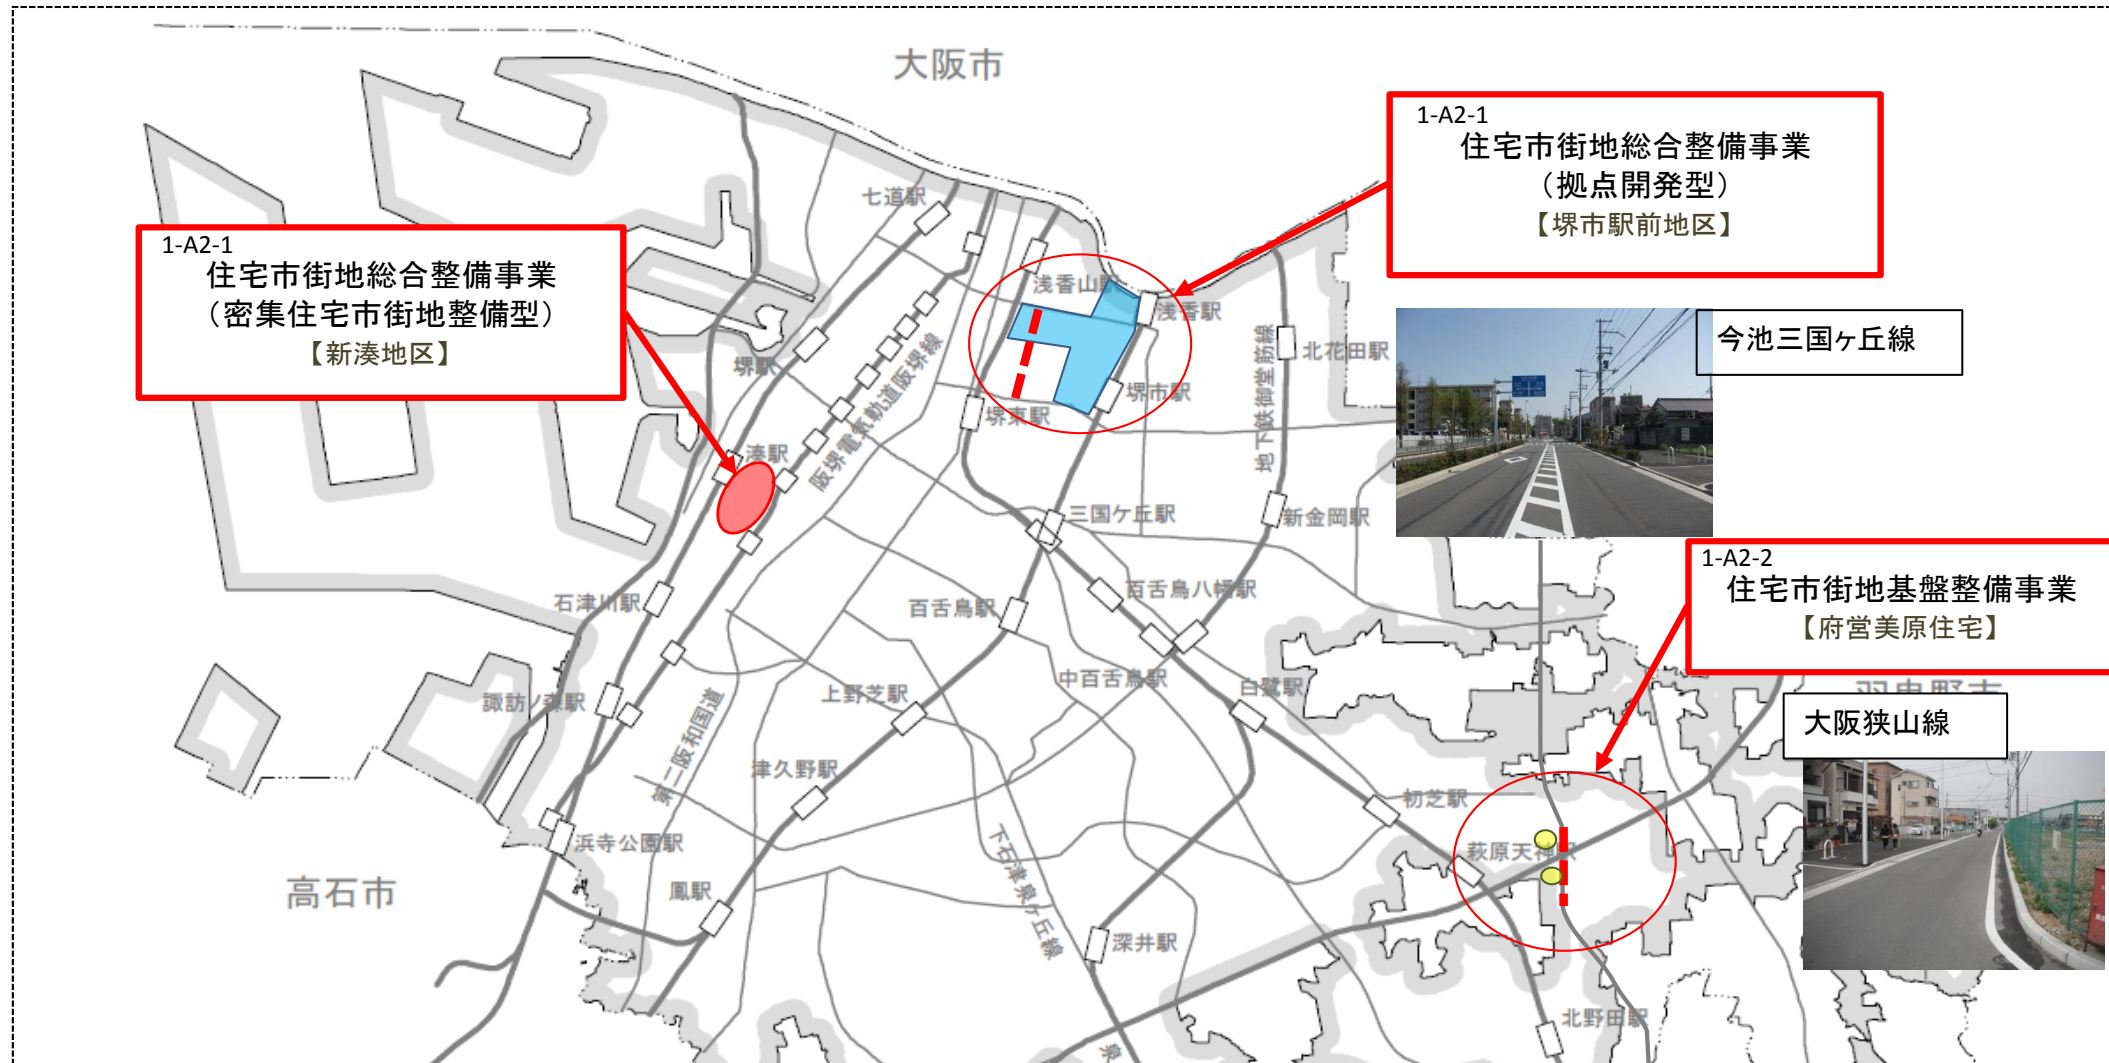 大阪市
1-A2-1
住宅市街地総合整備事業
（拠点開発型）
【堺市駅前地区】
七道駅
1-A2-1
住宅市街地総合整備事業
（密集住宅市街地整備型）
【新湊地区】
浅香山駅
浅香駅
今池三国ヶ丘線
北花田駅
堺駅
阪堺電気軌道阪堺線
地下鉄御堂筋線
堺市駅
堺東駅
湊駅
三国ケ丘駅
新金岡駅
1-A2-2
住宅市街地基盤整備事業
【府営美原住宅】
石津川駅
百舌鳥駅
百舌鳥八幡駅
中百舌鳥駅
白鷺駅
羽曳野市
諏訪ノ森駅
上野芝駅
第二阪和国道
大阪狭山線
津久野駅
初芝駅
浜寺公園駅
萩原天神駅
高石市
鳳駅
下石津泉ケ丘線
深井駅
北野田駅
泉